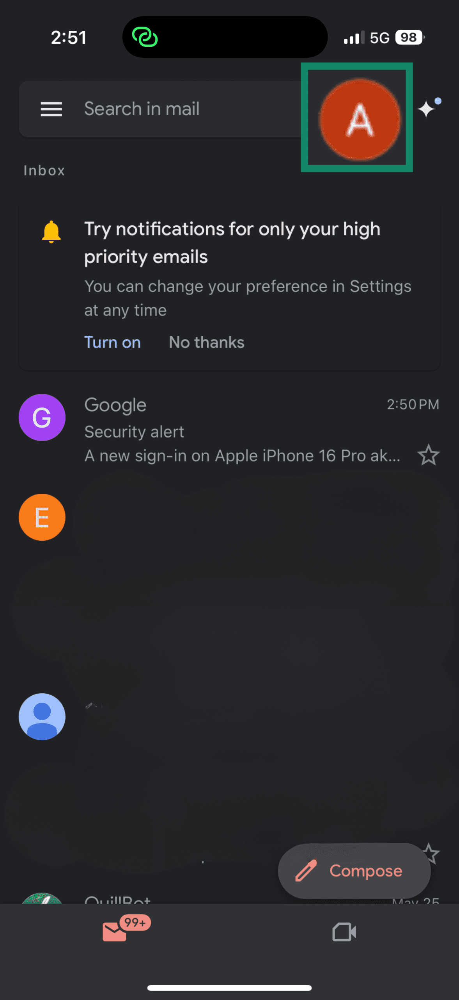 2:51
5G 98
Search in mail
A
Inbox
Try notifications for only your high
priority emails
You can change your preference in Settings
at any time
Turn on No thanks
G
Google 2:50 PM
Security alert
A new sign-in on Apple iPhone 16 Pro ak...
E
Compose
QuillBot May 25
99+